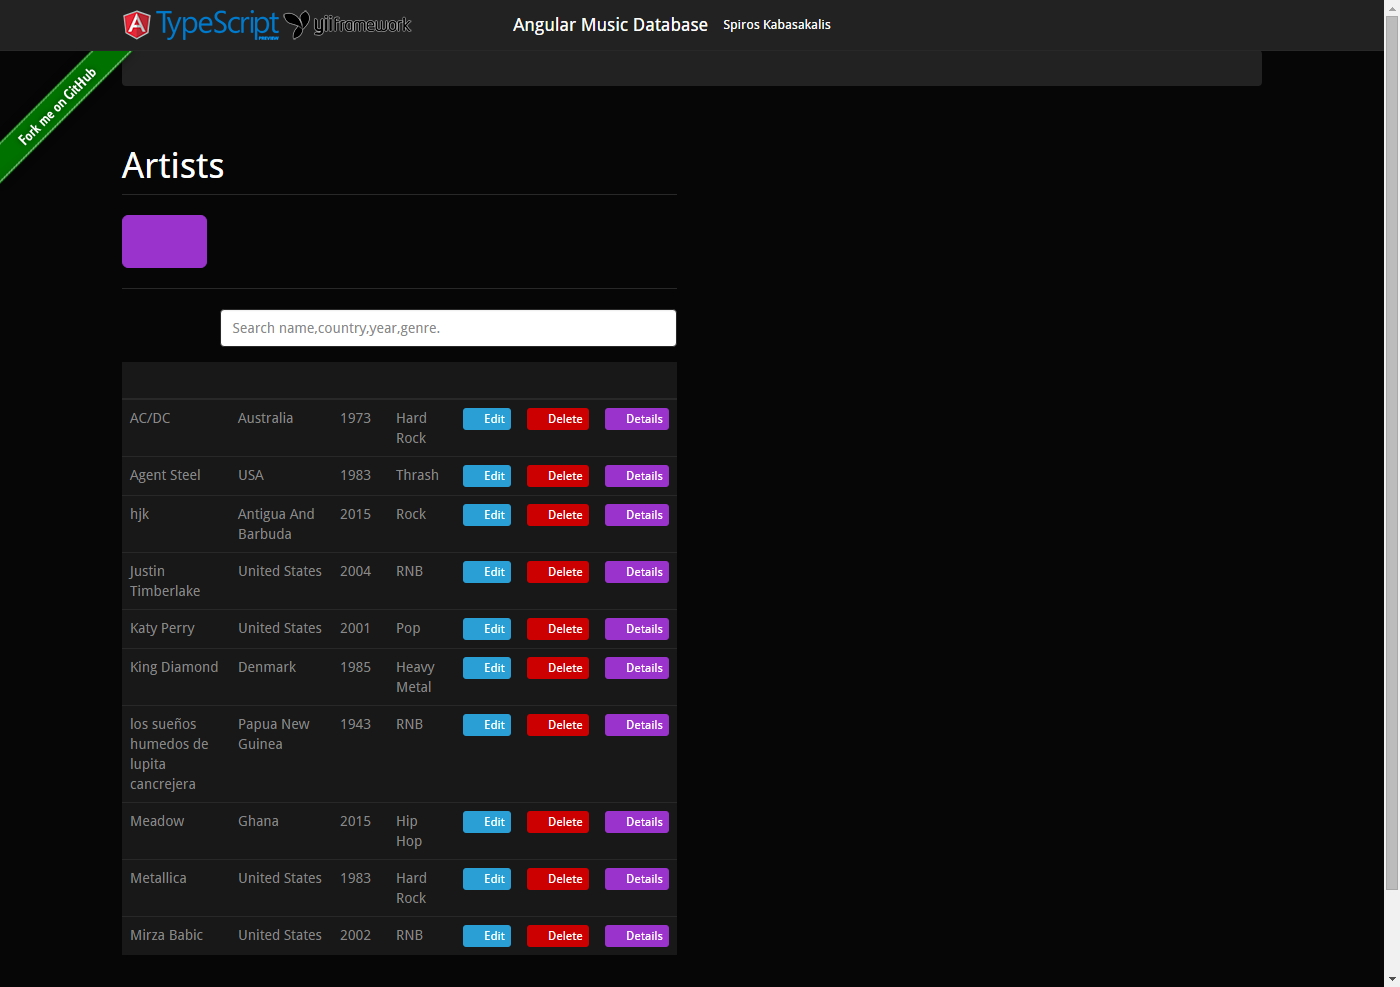 TypeScript PREVIEW yiiframework Angular Music Database Spiros Kabasakalis
Fork me on GitHub
Artists
Search name,country,year,genre.
AC/DC Australia 1973 Hard Rock Edit Delete Details
Agent Steel USA 1983 Thrash Edit Delete Details
hjk Antigua And Barbuda 2015 Rock Edit Delete Details
Justin Timberlake United States 2004 RNB Edit Delete Details
Katy Perry United States 2001 Pop Edit Delete Details
King Diamond Denmark 1985 Heavy Metal Edit Delete Details
los sueños humedos de lupita cancrejera Papua New Guinea 1943 RNB Edit Delete Details
Meadow Ghana 2015 Hip Hop Edit Delete Details
Metallica United States 1983 Hard Rock Edit Delete Details
Mirza Babic United States 2002 RNB Edit Delete Details